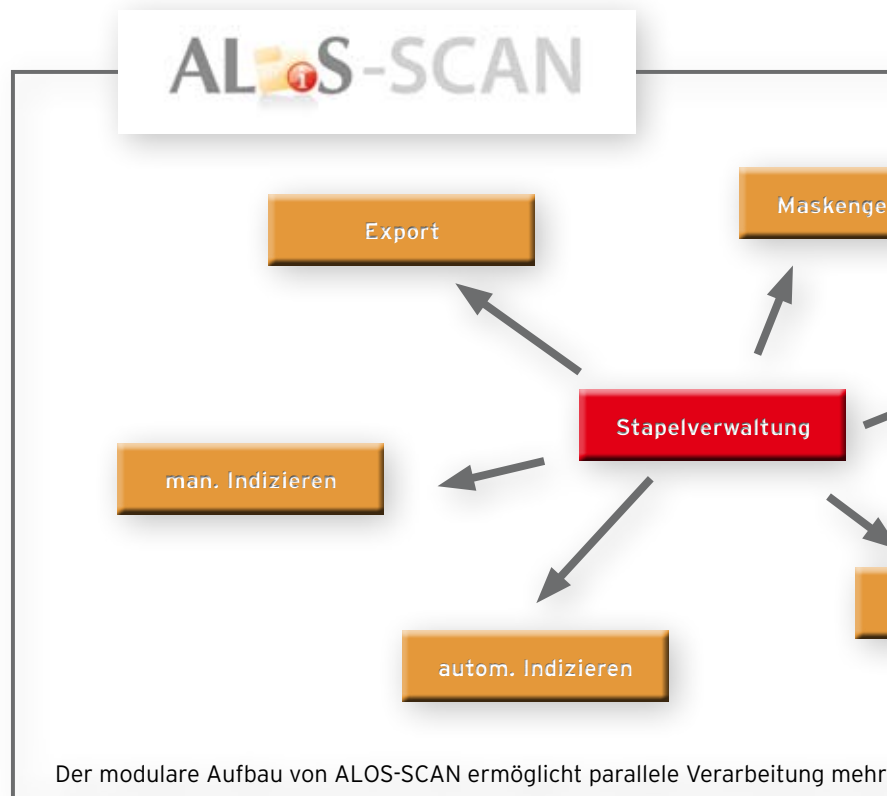 ALOS-SCAN
Export
Maskenge
Stapelverwaltung
man. Indizieren
autom. Indizieren
Der modulare Aufbau von ALOS-SCAN ermöglicht parallele Verarbeitung mehr